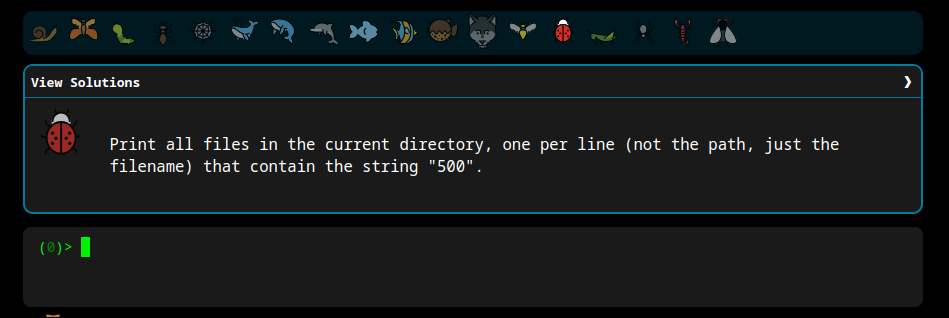 View Solutions
Print all files in the current directory, one per line (not the path, just the
filename) that contain the string "500".
(0)>